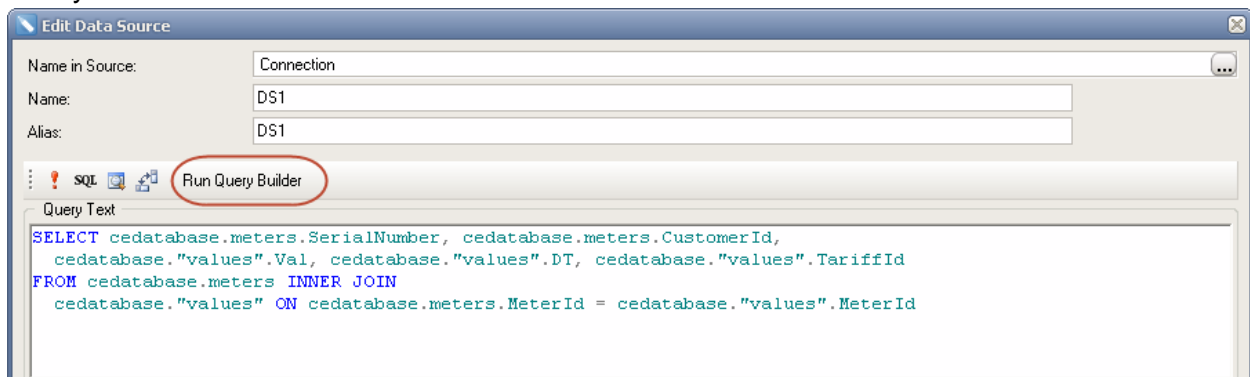 Edit Data Source
Name in Source: Connection ...
Name: DS1
Alias: DS1
SQL Run Query Builder
Query Text
SELECT cedatabase.meters.SerialNumber, cedatabase.meters.CustomerId,
cedatabase."values".Val, cedatabase."values".DT, cedatabase."values".TariffId
FROM cedatabase.meters INNER JOIN
cedatabase."values" ON cedatabase.meters.MeterId = cedatabase."values".MeterId